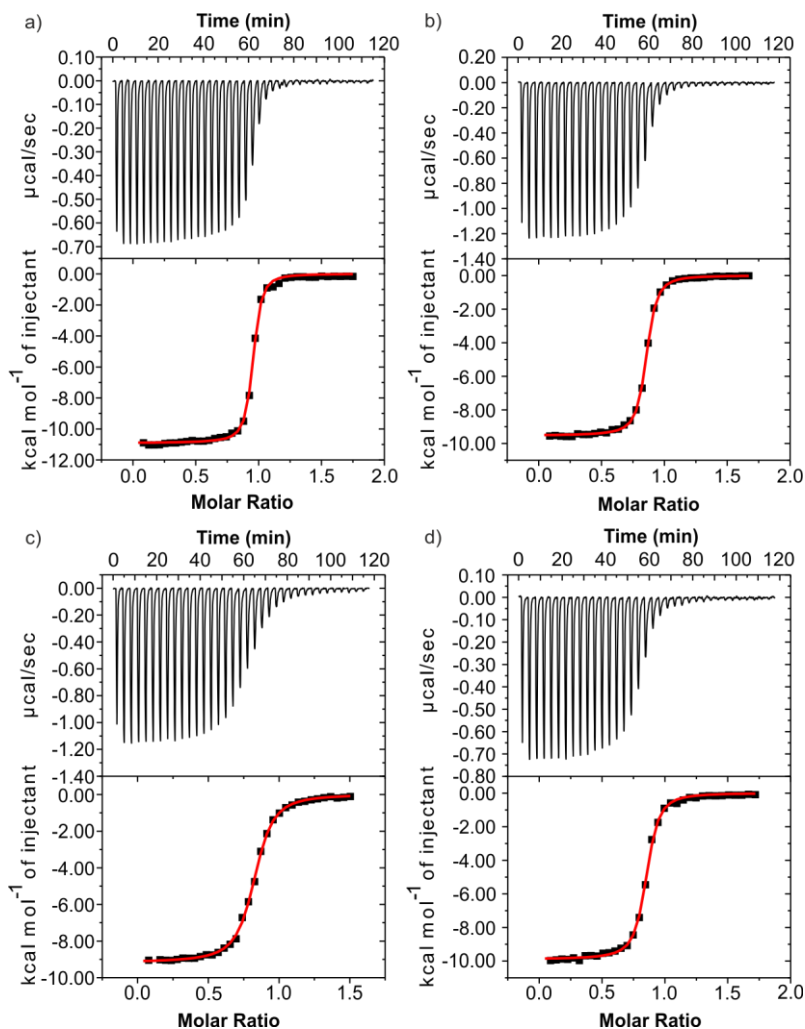 a)
Time (min)
0 20 40 60 80 100 120
0.00
-0.10
-0.20
-0.30
-0.40
-0.50
-0.60
-0.70
µcal/sec
0.00
-2.00
-4.00
-6.00
-8.00
-10.00
-12.00
kcal mol⁻¹ of injectant
0.0 0.5 1.0 1.5 2.0
Molar Ratio
b)
Time (min)
0 20 40 60 80 100 120
0.20
0.00
-0.20
-0.40
-0.60
-0.80
-1.00
-1.20
-1.40
µcal/sec
0.00
-2.00
-4.00
-6.00
-8.00
-10.00
kcal mol⁻¹ of injectant
0.0 0.5 1.0 1.5 2.0
Molar Ratio
c)
Time (min)
0 20 40 60 80 100 120
0.00
-0.20
-0.40
-0.60
-0.80
-1.00
-1.20
-1.40
µcal/sec
0.00
-2.00
-4.00
-6.00
-8.00
-10.00
kcal mol⁻¹ of injectant
0.0 0.5 1.0 1.5
Molar Ratio
d)
Time (min)
0 20 40 60 80 100 120
0.10
0.00
-0.10
-0.20
-0.30
-0.40
-0.50
-0.60
-0.70
-0.80
µcal/sec
0.00
-2.00
-4.00
-6.00
-8.00
-10.00
kcal mol⁻¹ of injectant
0.0 0.5 1.0 1.5 2.0
Molar Ratio